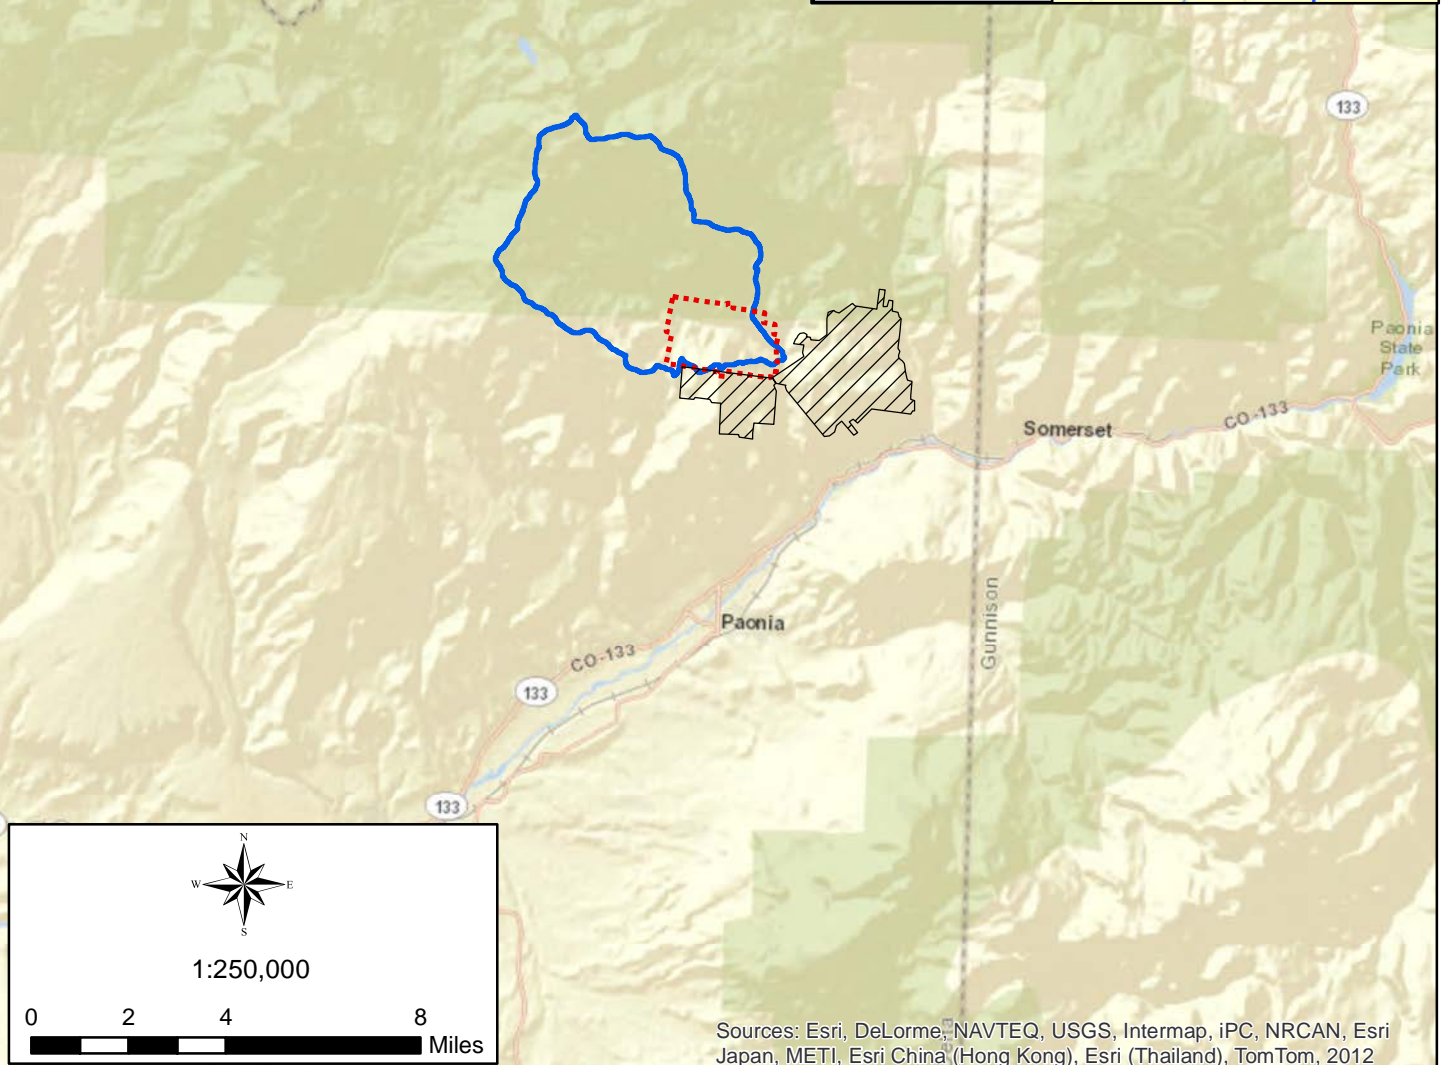 133
Paonia
State
Park
CO-133
Somerset
Gunnison
Paonia
CO-133
133
133
N
W E
S
1:250,000
0 2 4 8
Miles
Sources: Esri, DeLorme, NAVTEQ, USGS, Intermap, iPC, NRCAN, Esri
Japan, METI, Esri China (Hong Kong), Esri (Thailand), TomTom, 2012